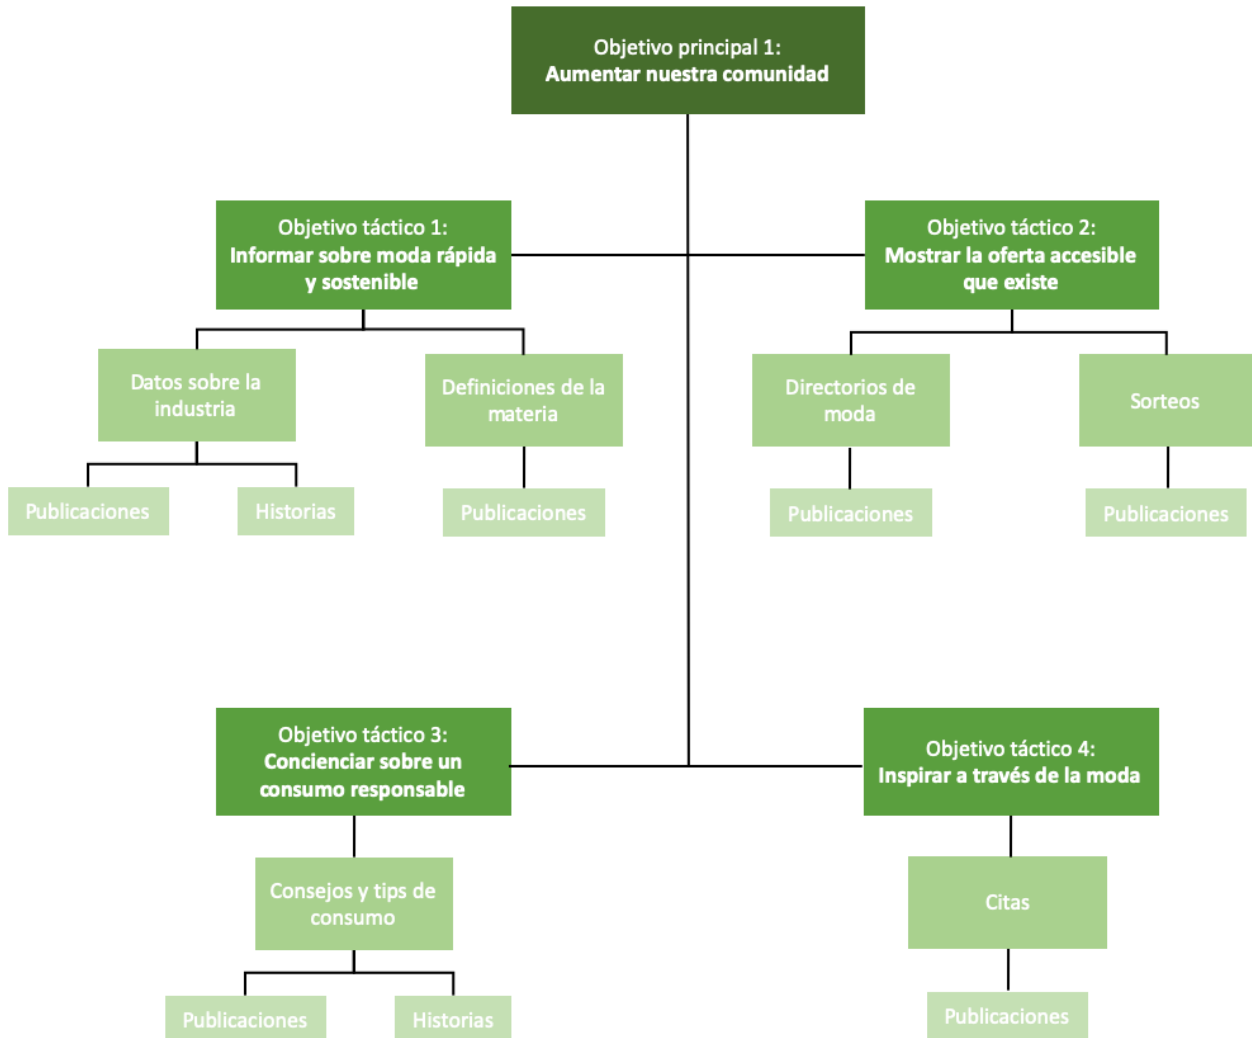 Objetivo principal 1:
Aumentar nuestra comunidad
Objetivo táctico 1:
Informar sobre moda rápida
y sostenible
Objetivo táctico 2:
Mostrar la oferta accesible
que existe
Datos sobre la
industria
Definiciones de la
materia
Directorios de
moda
Sorteos
Publicaciones
Historias
Publicaciones
Publicaciones
Publicaciones
Objetivo táctico 3:
Concienciar sobre un
consumo responsable
Objetivo táctico 4:
Inspirar a través de la moda
Consejos y tips de
consumo
Citas
Publicaciones
Historias
Publicaciones